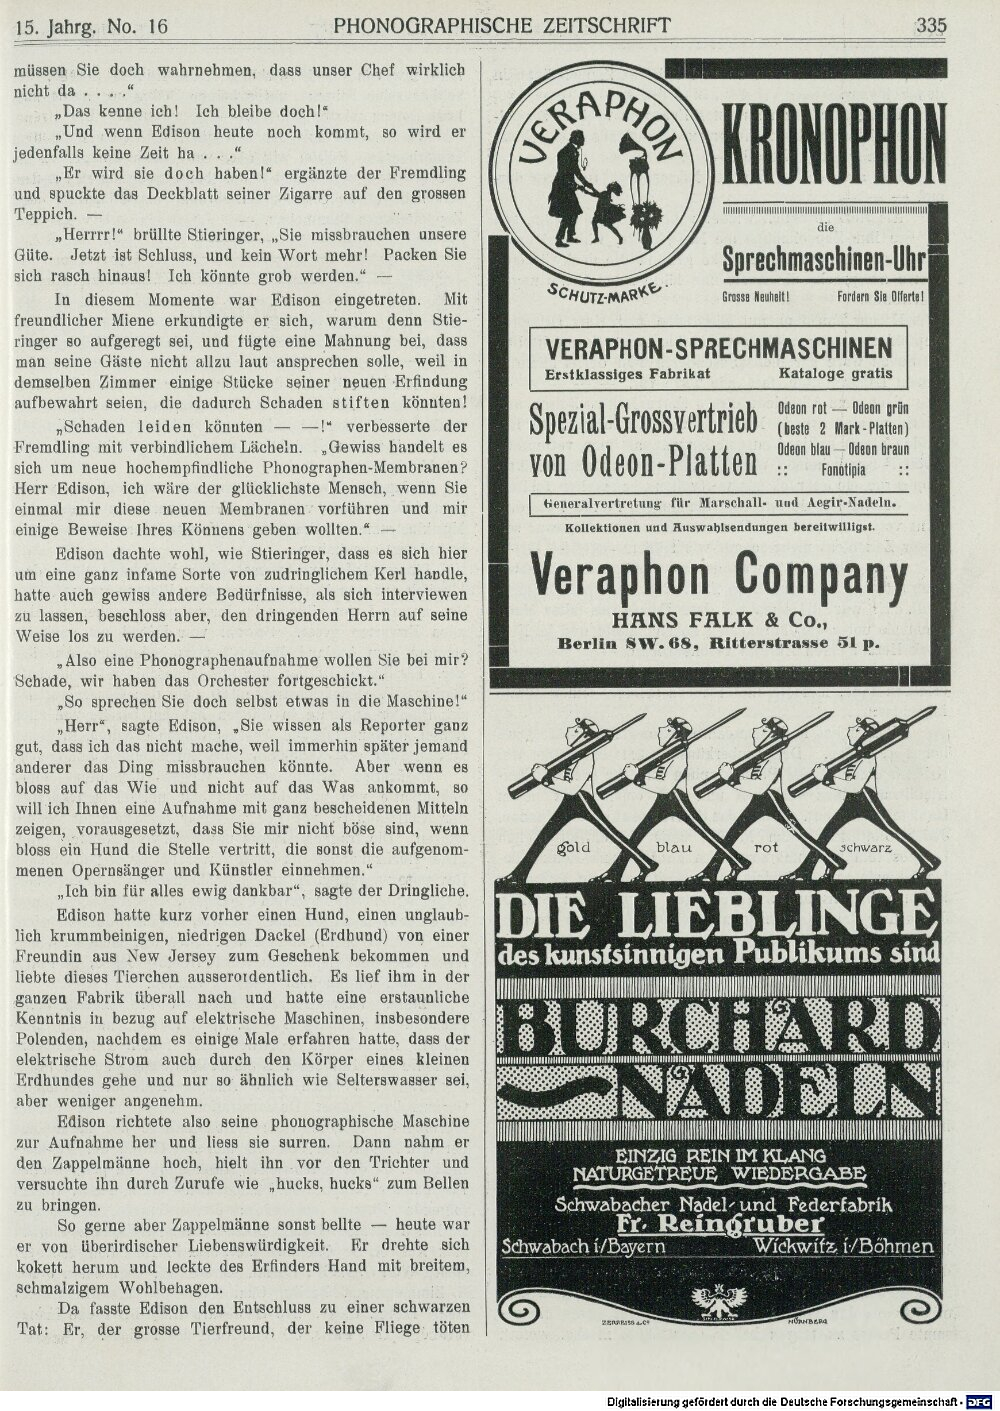 15. Jahrg. No. 16
PHONOGRAPHISCHE ZEITSCHRIFT
335
müssen Sie doch wahrnehmen, dass unser Chef wirklich
nicht da . . . .“
„Das kenne ich! Ich bleibe doch!“
„Und wenn Edison heute noch kommt, so wird er
jedenfalls keine Zeit ha . . .“
„Er wird sie doch haben!“ ergänzte der Fremdling
und spuckte das Deckblatt seiner Zigarre auf den grossen
Teppich. —
„Herrrr!“ brüllte Stieringer, „Sie missbrauchen unsere
Güte. Jetzt ist Schluss, und kein Wort mehr! Packen Sie
sich rasch hinaus! Ich könnte grob werden.“ —
In diesem Momente war Edison eingetreten. Mit
freundlicher Miene erkundigte er sich, warum denn Stie-
ringer so aufgeregt sei, und fügte eine Mahnung bei, dass
man seine Gäste nicht allzu laut ansprechen solle, weil in
demselben Zimmer einige Stücke seiner neuen Erfindung
aufbewahrt seien, die dadurch Schaden stiften könnten!
„Schaden leiden könnten — —!“ verbesserte der
Fremdling mit verbindlichem Lächeln. „Gewiss handelt es
sich um neue hochempfindliche Phonographen-Membranen?
Herr Edison, ich wäre der glücklichste Mensch, wenn Sie
einmal mir diese neuen Membranen vorführen und mir
einige Beweise Ihres Könnens geben wollten.“ —
Edison dachte wohl, wie Stieringer, dass es sich hier
um eine ganz infame Sorte von zudringlichem Kerl handle,
hatte auch gewiss andere Bedürfnisse, als sich interviewen
zu lassen, beschloss aber, den dringenden Herrn auf seine
Weise los zu werden. —
„Also eine Phonographenaufnahme wollen Sie bei mir?
Schade, wir haben das Orchester fortgeschickt.“
„So sprechen Sie doch selbst etwas in die Maschine!“
„Herr“, sagte Edison, „Sie wissen als Reporter ganz
gut, dass ich das nicht mache, weil immerhin später jemand
anderer das Ding missbrauchen könnte. Aber wenn es
bloss auf das Wie und nicht auf das Was ankommt, so
will ich Ihnen eine Aufnahme mit ganz bescheidenen Mitteln
zeigen, vorausgesetzt, dass Sie mir nicht böse sind, wenn
bloss ein Hund die Stelle vertritt, die sonst die aufgenom-
menen Opernsänger und Künstler einnehmen.“
„Ich bin für alles ewig dankbar“, sagte der Dringliche.
Edison hatte kurz vorher einen Hund, einen unglaub-
lich krummbeinigen, niedrigen Dackel (Erdhund) von einer
Freundin aus New Jersey zum Geschenk bekommen und
liebte dieses Tierchen ausserordentlich. Es lief ihm in der
ganzen Fabrik überall nach und hatte eine erstaunliche
Kenntnis in bezug auf elektrische Maschinen, insbesondere
Polenden, nachdem es einige Male erfahren hatte, dass der
elektrische Strom auch durch den Körper eines kleinen
Erdhundes gehe und nur so ähnlich wie Selterswasser sei,
aber weniger angenehm.
Edison richtete also seine phonographische Maschine
zur Aufnahme her und liess sie surren. Dann nahm er
den Zappelmänne hoch, hielt ihn vor den Trichter und
versuchte ihn durch Zurufe wie „hucks, hucks“ zum Bellen
zu bringen.
So gerne aber Zappelmänne sonst bellte — heute war
er von überirdischer Liebenswürdigkeit. Er drehte sich
kokett herum und leckte des Erfinders Hand mit breitem,
schmalzigem Wohlbehagen.
Da fasste Edison den Entschluss zu einer schwarzen
Tat: Er, der grosse Tierfreund, der keine Fliege töten
VERAPHON
SCHUTZ-MARKE.
KRONOPHON
die
Sprechmaschinen-Uhr
Grosse Neuheit! Fordern Sie Offerte!
VERAPHON-SPRECHMASCHINEN
Erstklassiges Fabrikat Kataloge gratis
Spezial-Grossvertrieb
von Odeon-Platten
Odeon rot — Odeon grün
(beste 2 Mark-Platten)
Odeon blau — Odeon braun
:: Fonotipia ::
Generalvertretung für Marschall- und Aegir-Nadeln.
Kollektionen und Auswahlsendungen bereitwilligst.
Veraphon Company
HANS FALK & Co.,
Berlin SW. 68, Ritterstrasse 51 p.
gold blau rot schwarz
DIE LIEBLINGE
des kunstsinnigen Publikums sind
BURCHARD
NADELN
EINZIG REIN IM KLANG
NATURGETREUE WIEDERGABE
Schwabacher Nadel- und Federfabrik
Fr. Reingruber
Schwabach i/Bayern Wickwitz i/Böhmen
ZERREISS & Co NÜRNBERG
Digitalisierung gefördert durch die Deutsche Forschungsgemeinschaft - DFG